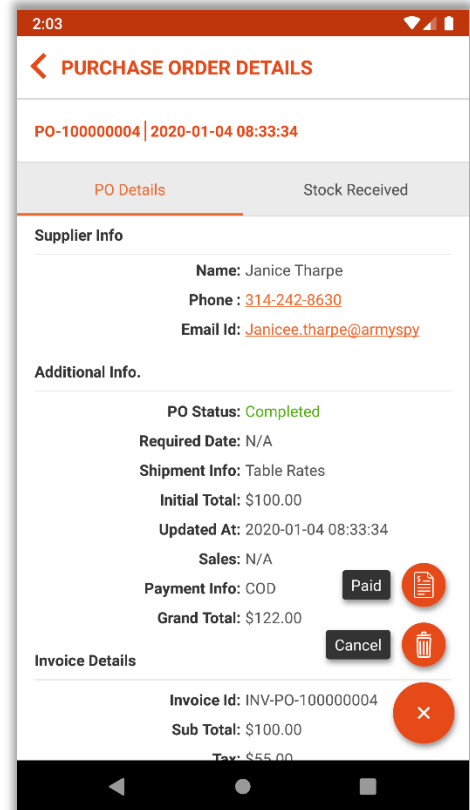 2:03
PURCHASE ORDER DETAILS
PO-100000004 | 2020-01-04 08:33:34
PO Details Stock Received
Supplier Info
Name: Janice Tharpe
Phone : 314-242-8630
Email Id: Janicee.tharpe@armyspy
Additional Info.
PO Status: Completed
Required Date: N/A
Shipment Info: Table Rates
Initial Total: $100.00
Updated At: 2020-01-04 08:33:34
Sales: N/A
Payment Info: COD
Paid
Grand Total: $122.00
Cancel
Invoice Details
Invoice Id: INV-PO-100000004
Sub Total: $100.00
Tax: $55.00